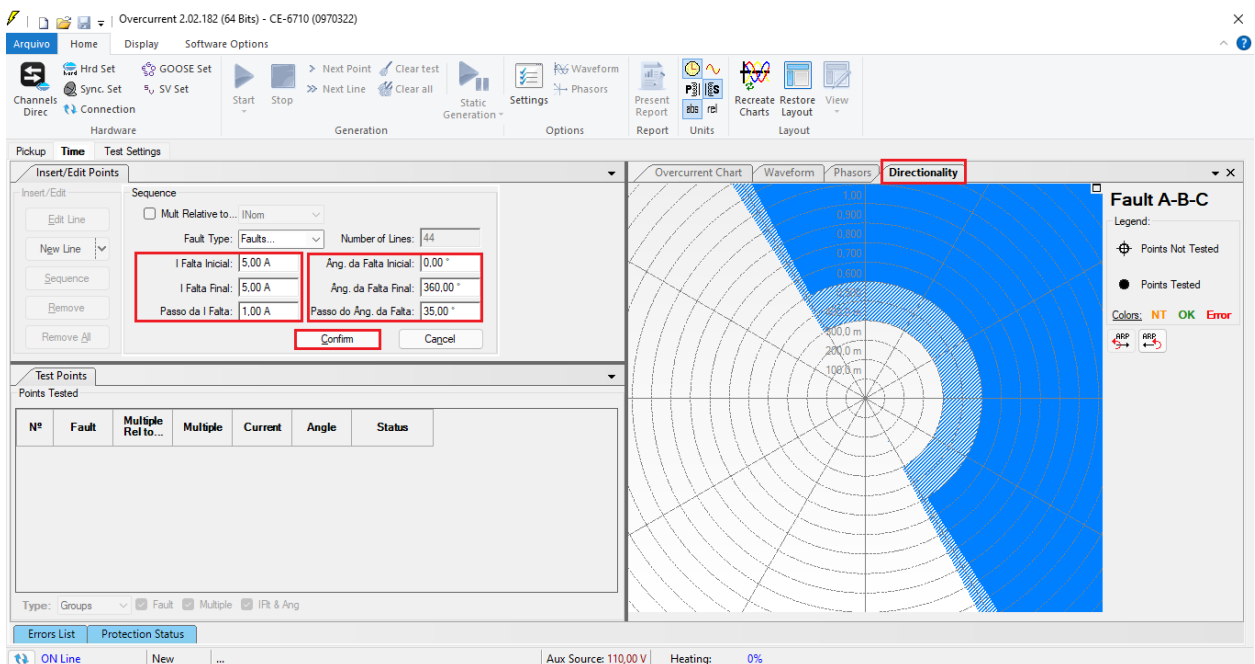 Overcurrent 2.02.182 (64 Bits) - CE-6710 (0970322)
Arquivo Home Display Software Options
Channels Direc
Hrd Set
Sync. Set
Connection
GOOSE Set
SV Set
Hardware
Start
Stop
Next Point
Next Line
Clear test
Clear all
Static Generation
Generation
Settings
Waveform
Phasors
Options
Present Report
Report
abs rel
Units
Recreate Charts
Restore Layout
View
Layout
Pickup Time Test Settings
Insert/Edit Points
Insert/Edit
Edit Line
New Line
Sequence
Remove
Remove All
Sequence
Mult Relative to... INom
Fault Type: Faults... Number of Lines: 44
I Falta Inicial: 5,00 A Âng. da Falta Inicial: 0,00 °
I Falta Final: 5,00 A Âng. da Falta Final: 360,00 °
Passo da I Falta: 1,00 A Passo do Âng. da Falta: 35,00 °
Confirm Cancel
Test Points
Points Tested
Nº Fault Multiple Rel to... Multiple Current Angle Status
Type: Groups Fault Multiple IFlt & Ang
Overcurrent Chart Waveform Phasors Directionality
1,00
0,900
0,800
0,700
0,600
200,0 m
100,0 m
Fault A-B-C
Legend:
Points Not Tested
Points Tested
Colors: NT OK Error
ARP ARP
Errors List Protection Status
ON Line New ... Aux Source: 110,00 V Heating: 0%